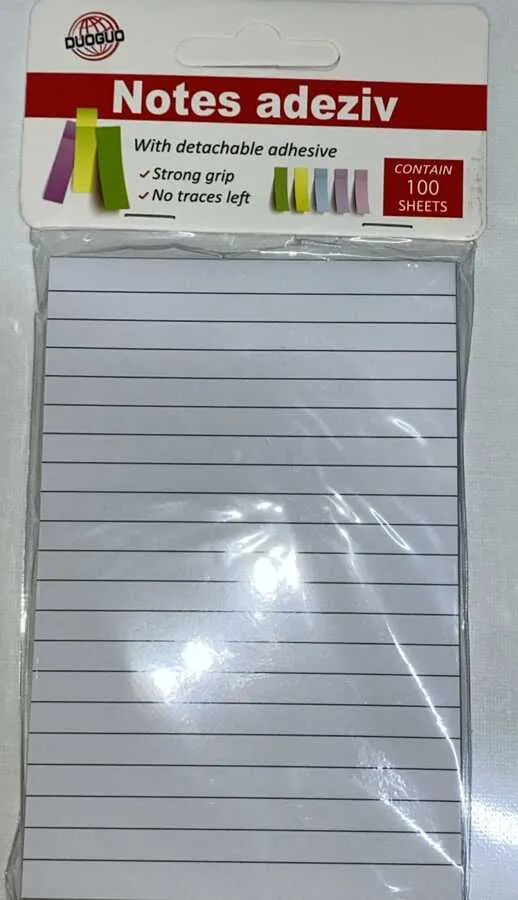 DUOGUO
Notes adeziv
With detachable adhesive
Strong grip
No traces left
CONTAIN
100
SHEETS